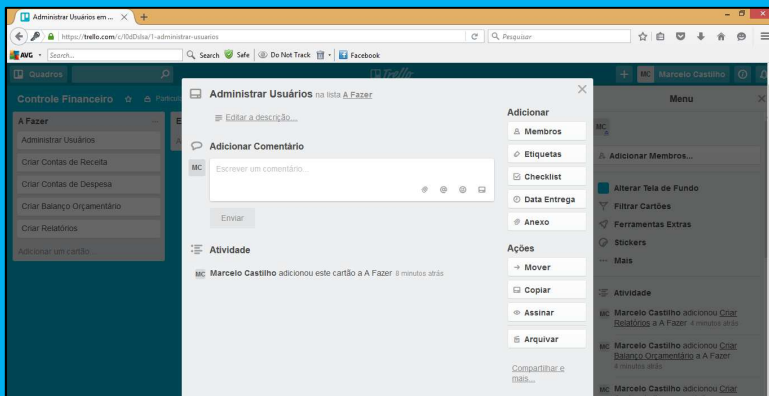 Administrar Usuários em ...
https://trello.com/c/I0dDslsa/1-administrar-usuarios
Pesquisar
AVG
Search...
Search
Safe
Do Not Track
Facebook
Quadros
Trello
MC Marcelo Castilho
Controle Financeiro
A Fazer
Administrar Usuários
Criar Contas de Receita
Criar Contas de Despesa
Criar Balanço Orçamentário
Criar Relatórios
Adicionar um cartão...
Administrar Usuários na lista A Fazer
Editar a descrição...
Adicionar Comentário
MC
Escrever um comentário...
Enviar
Atividade
MC Marcelo Castilho adicionou este cartão a A Fazer 8 minutos atrás
Adicionar
Membros
Etiquetas
Checklist
Data Entrega
Anexo
Ações
Mover
Copiar
Assinar
Arquivar
Compartilhar e
mais...
Menu
MC
Adicionar Membros...
Alterar Tela de Fundo
Filtrar Cartões
Ferramentas Extras
Stickers
Mais
Atividade
MC Marcelo Castilho adicionou Criar
Relatórios a A Fazer 4 minutos atrás
MC Marcelo Castilho adicionou Criar
Balanço Orçamentário a A Fazer
4 minutos atrás
MC Marcelo Castilho adicionou Criar